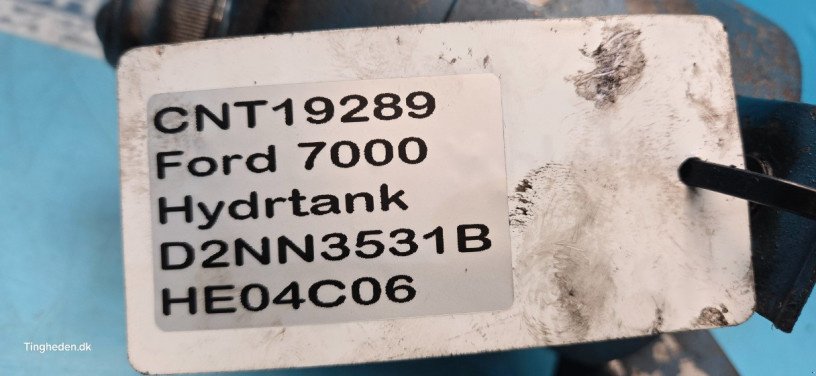 CNT19289
Ford 7000
Hydrtank
D2NN3531B
HE04C06
Tingheden.dk